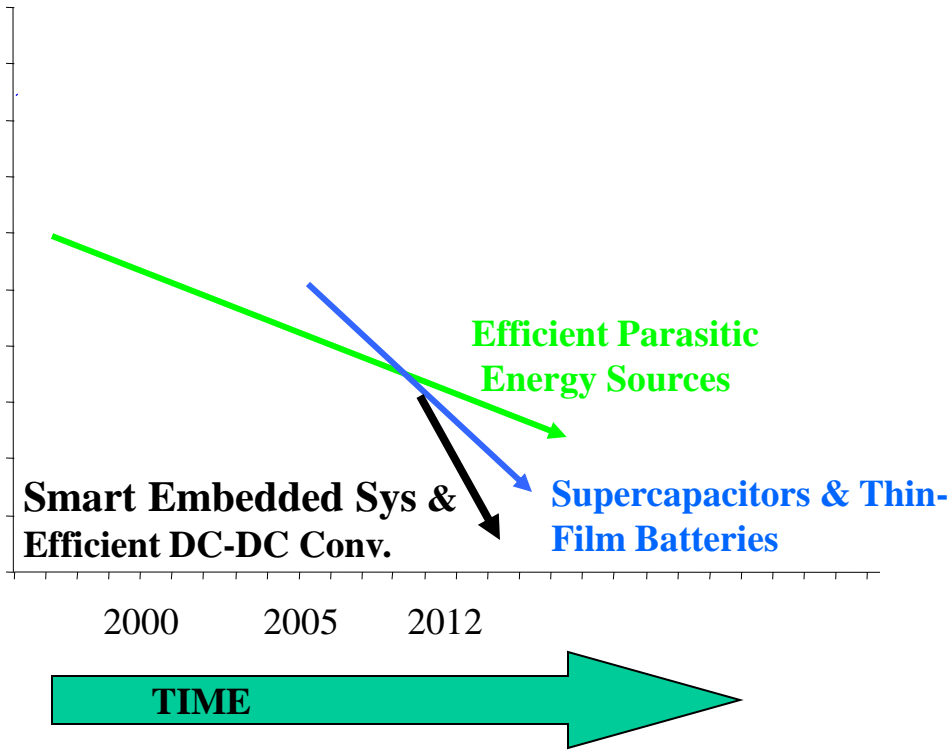 Efficient Parasitic
Energy Sources
Smart Embedded Sys &
Efficient DC-DC Conv.
Supercapacitors & Thin-
Film Batteries
2000 2005 2012
TIME